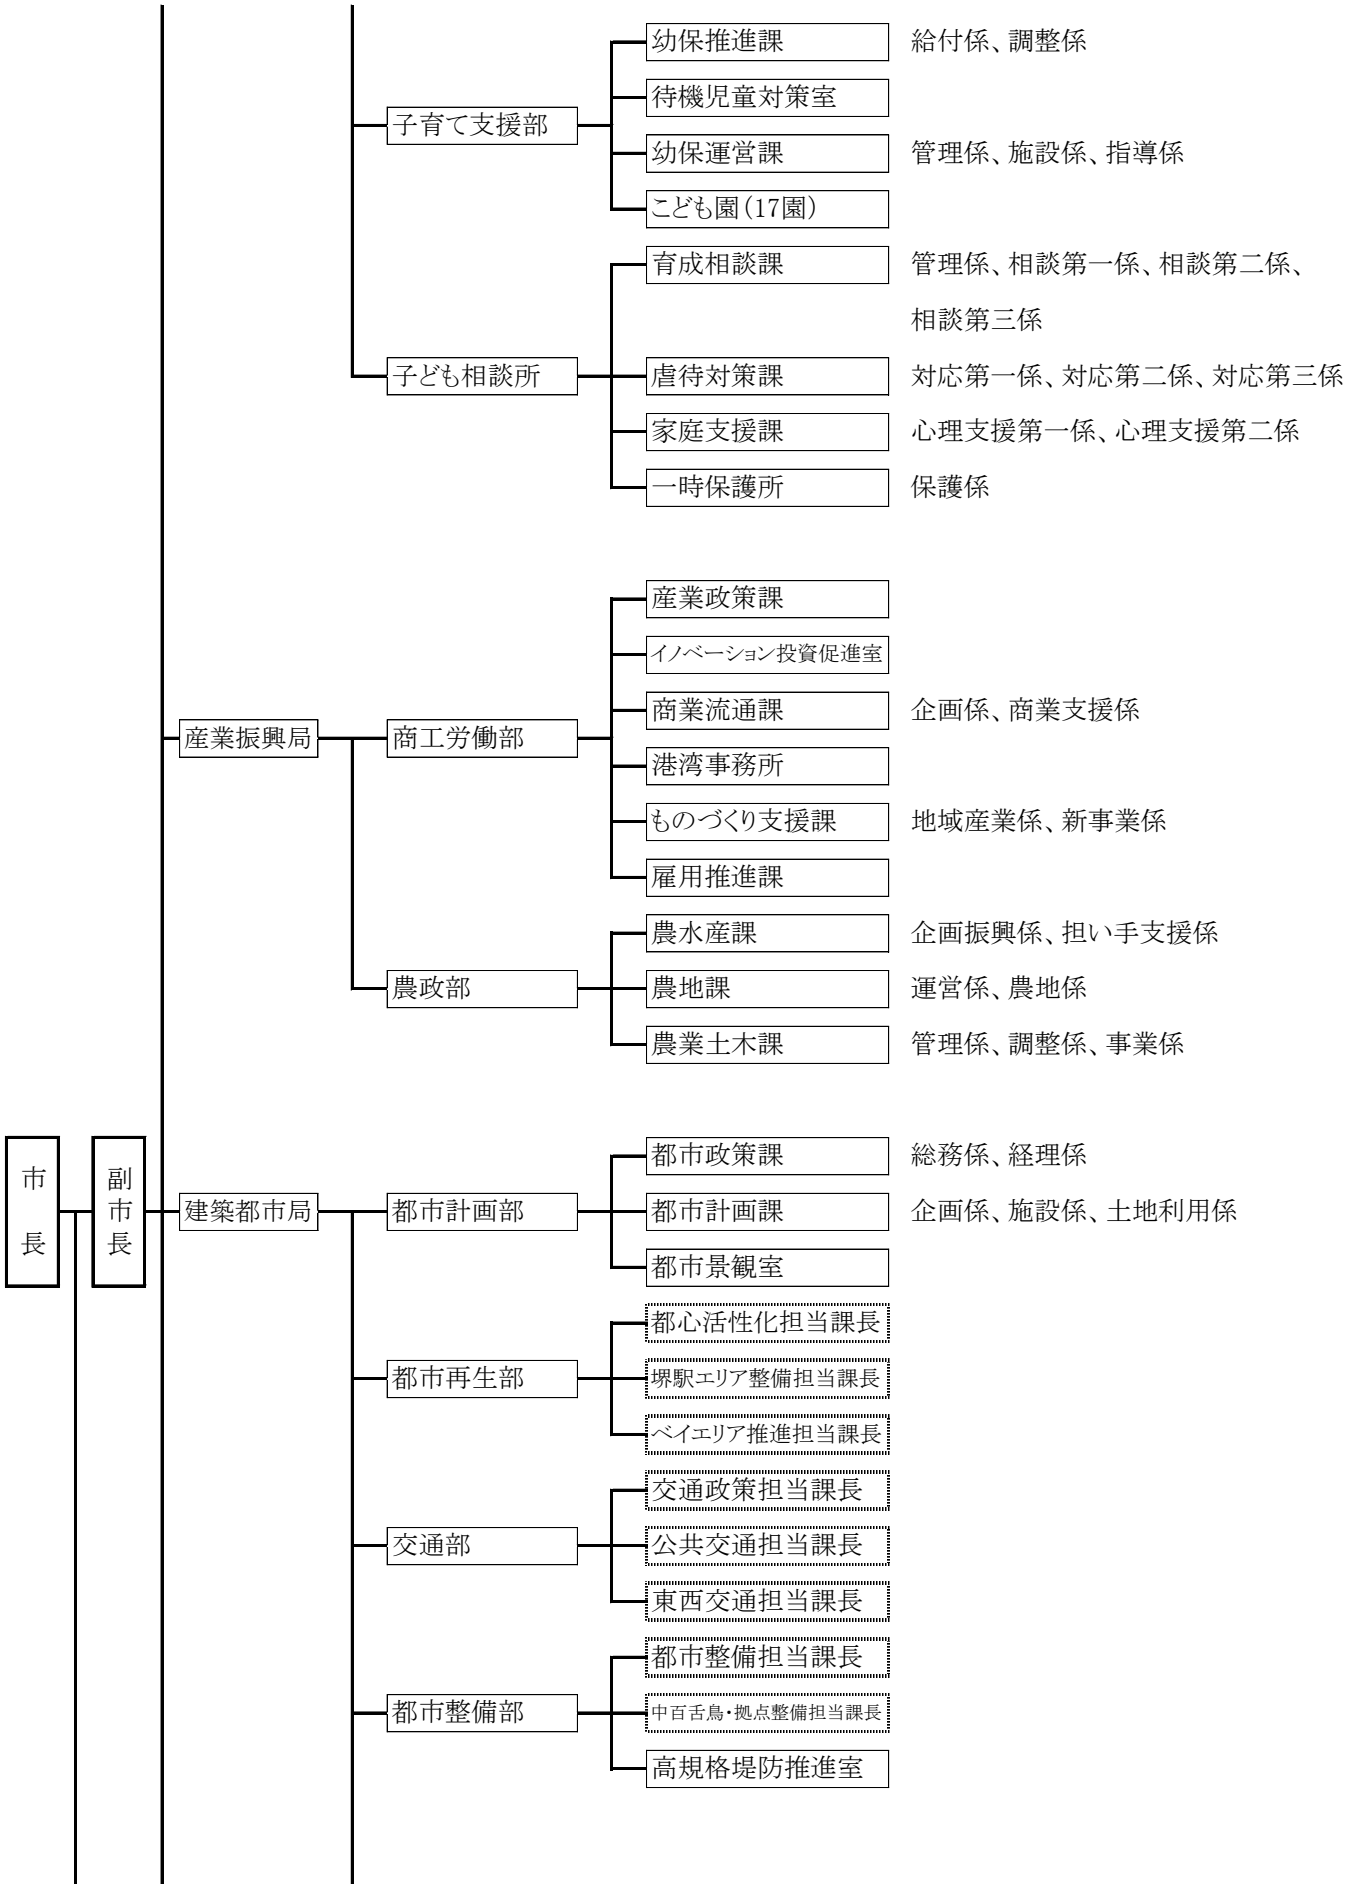 幼保推進課 給付係、調整係
待機児童対策室
子育て支援部
幼保運営課 管理係、施設係、指導係
こども園(17園)
育成相談課 管理係、相談第一係、相談第二係、
相談第三係
子ども相談所 虐待対策課 対応第一係、対応第二係、対応第三係
家庭支援課 心理支援第一係、心理支援第二係
一時保護所 保護係
産業政策課
イノベーション投資促進室
商業流通課 企画係、商業支援係
産業振興局 商工労働部
港湾事務所
ものづくり支援課 地域産業係、新事業係
雇用推進課
農水産課 企画振興係、担い手支援係
農政部 農地課 運営係、農地係
農業土木課 管理係、調整係、事業係
都市政策課 総務係、経理係
市長 副市長 建築都市局 都市計画部 都市計画課 企画係、施設係、土地利用係
都市景観室
都心活性化担当課長
都市再生部 堺駅エリア整備担当課長
ベイエリア推進担当課長
交通政策担当課長
交通部 公共交通担当課長
東西交通担当課長
都市整備担当課長
都市整備部 中百舌鳥・拠点整備担当課長
高規格堤防推進室